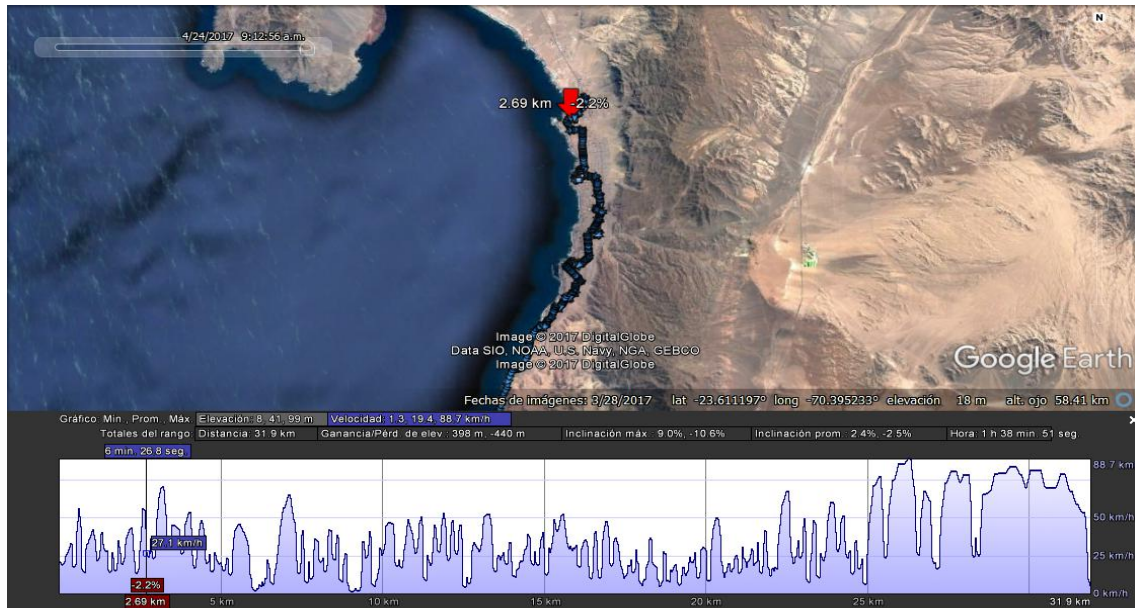 N
4/24/2017 9:12:56 a.m.
2.69 km -2.2%
Image © 2017 DigitalGlobe
Data SIO, NOAA, U.S. Navy, NGA, GEBCO
Image © 2017 DigitalGlobe
Google Earth
Fechas de imágenes: 3/28/2017 lat -23.611197° long -70.395233° elevación 18 m alt. ojo 58.41 km
Gráfico: Min., Prom., Máx. Elevación: 8, 41, 99 m Velocidad: 1.3, 19.4, 88.7 km/h
Totales del rango: Distancia: 31.9 km Ganancia/Pérd. de elev.: 398 m, -440 m Inclinación máx.: 9.0%, -10.6% Inclinación prom.: 2.4%, -2.5% Hora: 1 h 38 min. 51 seg.
6 min. 26.8 seg.
88.7 km/h
50 km/h
27.1 km/h
25 km/h
-2.2%
0 km/h
2.69 km 5 km 10 km 15 km 20 km 25 km 31.9 km